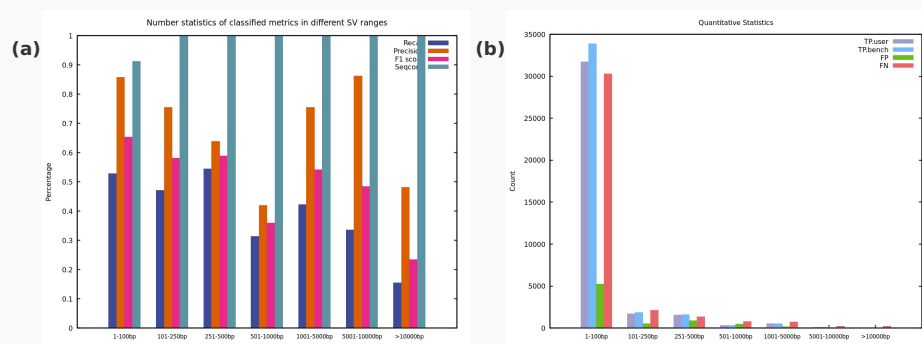 (a)
Number statistics of classified metrics in different SV ranges
Percentage
1
0.9
0.8
0.7
0.6
0.5
0.4
0.3
0.2
0.1
0
F1
1-100bp
101-250bp
251-500bp
501-1000bp
1001-5000bp
5001-10000bp
>10000bp
(b)
Quantitative Statistics
Count
35000
30000
25000
20000
15000
10000
5000
0
TP.user
TP.bench
FP
FN
1-100bp
101-250bp
251-500bp
501-1000bp
1001-5000bp
5001-10000bp
>10000bp